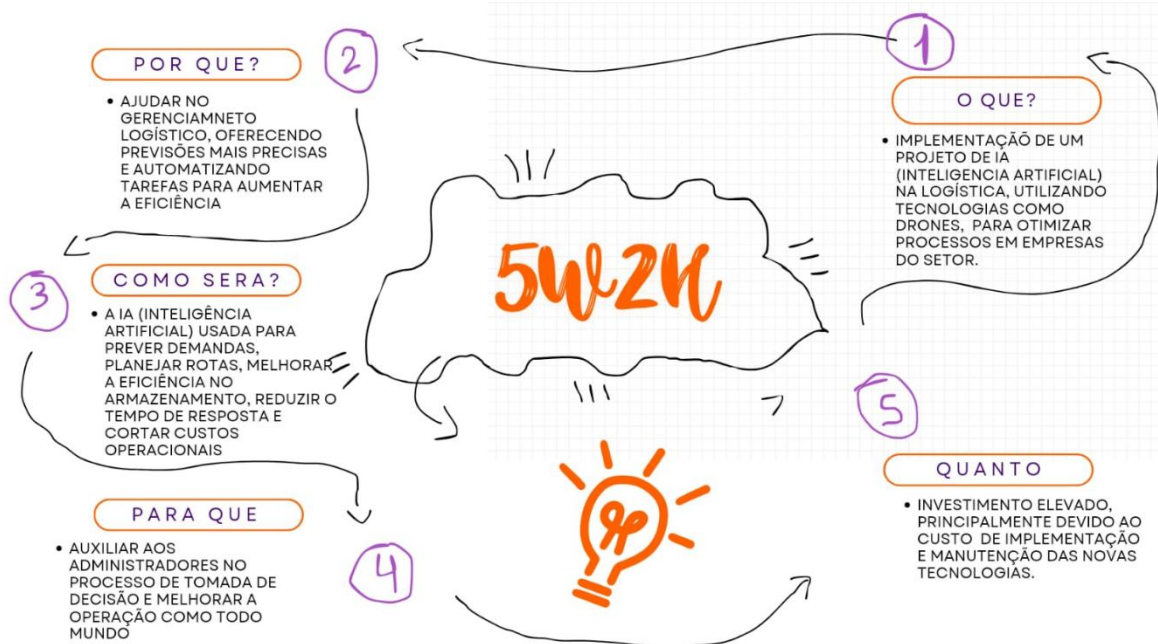 1
O QUE?
• IMPLEMENTAÇÃO DE UM
PROJETO DE IA
(INTELIGENCIA ARTIFICIAL)
NA LOGÍSTICA, UTILIZANDO
TECNOLOGIAS COMO
DRONES, PARA OTIMIZAR
PROCESSOS EM EMPRESAS
DO SETOR.
2
POR QUE?
• AJUDAR NO
GERENCIAMNETO
LOGÍSTICO, OFERECENDO
PREVISÕES MAIS PRECISAS
E AUTOMATIZANDO
TAREFAS PARA AUMENTAR
A EFICIÊNCIA
5W2H
3
COMO SERA?
• A IA (INTELIGÊNCIA
ARTIFICIAL) USADA PARA
PREVER DEMANDAS,
PLANEJAR ROTAS, MELHORAR
A EFICIÊNCIA NO
ARMAZENAMENTO, REDUZIR O
TEMPO DE RESPOSTA E
CORTAR CUSTOS
OPERACIONAIS
4
PARA QUE
• AUXILIAR AOS
ADMINISTRADORES NO
PROCESSO DE TOMADA DE
DECISÃO E MELHORAR A
OPERAÇÃO COMO TODO
MUNDO
5
QUANTO
• INVESTIMENTO ELEVADO,
PRINCIPALMENTE DEVIDO AO
CUSTO DE IMPLEMENTAÇÃO
E MANUTENÇÃO DAS NOVAS
TECNOLOGIAS.